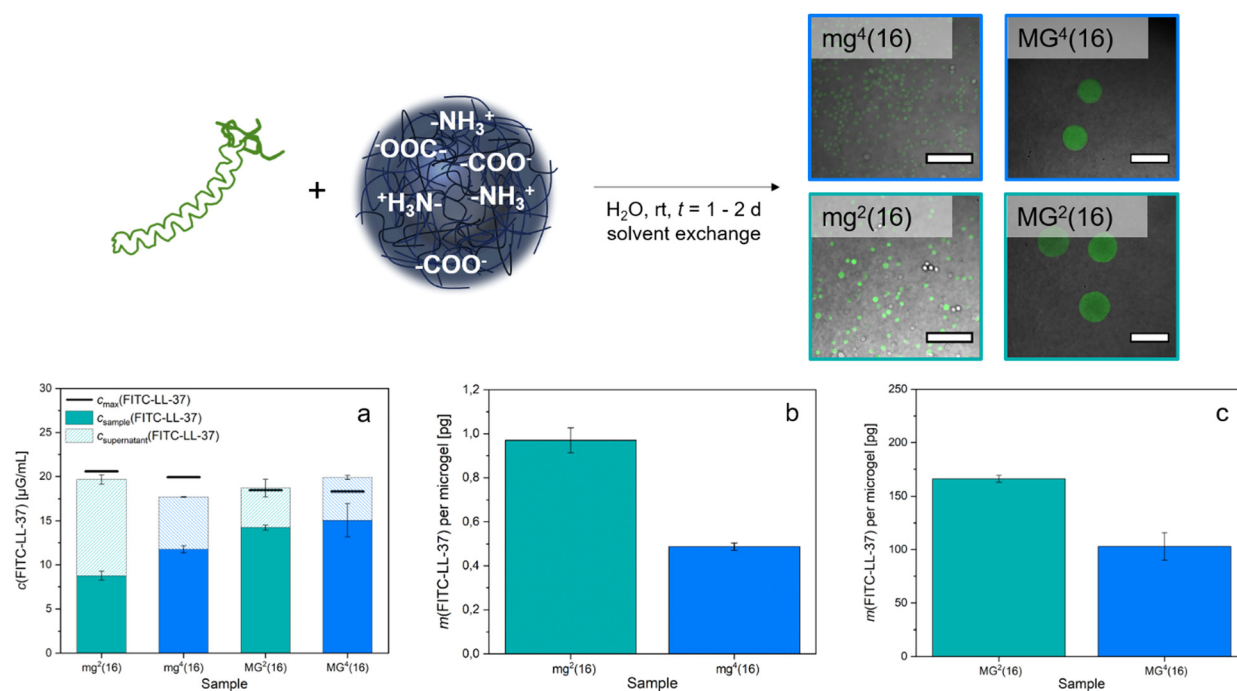 mg⁴(16)
MG⁴(16)
-NH₃⁺
⁻OOC-
-COO⁻
⁺H₃N-
-NH₃⁺
-COO⁻
+
H₂O, rt, t = 1 - 2 d
solvent exchange
mg²(16)
MG²(16)
a
c(FITC-LL-37) [µG/mL]
30
25
20
15
10
5
0
cmax(FITC-LL-37)
csample(FITC-LL-37)
csupernatant(FITC-LL-37)
mg²(16) mg⁴(16) MG²(16) MG⁴(16)
Sample
b
m(FITC-LL-37) per microgel [pg]
1,2
1,0
0,8
0,6
0,4
0,2
0,0
mg²(16) mg⁴(16)
Sample
c
m(FITC-LL-37) per microgel [pg]
250
200
150
100
50
0
MG²(16) MG⁴(16)
Sample